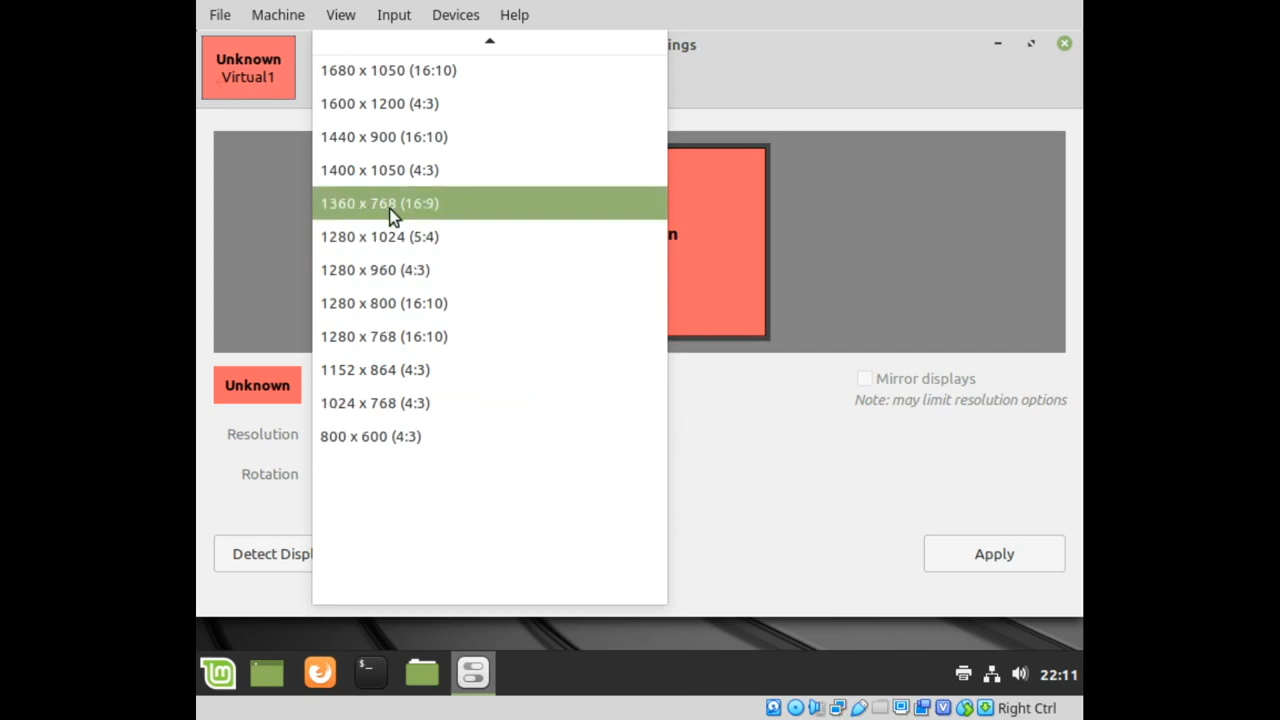 File Machine View Input Devices Help
Unknown
Virtual1
ings
1680 x 1050 (16:10)
1600 x 1200 (4:3)
1440 x 900 (16:10)
1400 x 1050 (4:3)
1360 x 768 (16:9)
1280 x 1024 (5:4)
1280 x 960 (4:3)
1280 x 800 (16:10)
1280 x 768 (16:10)
1152 x 864 (4:3)
1024 x 768 (4:3)
800 x 600 (4:3)
n
Unknown
Mirror displays
Note: may limit resolution options
Resolution
Rotation
Detect Displ
Apply
22:11
Right Ctrl